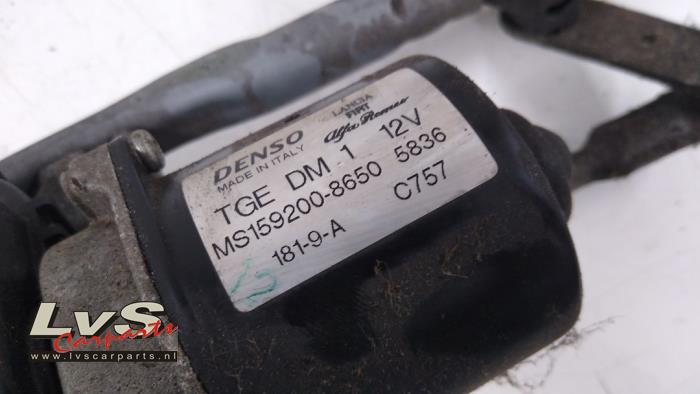 DENSO
MADE IN ITALY
LANCIA
FIAT
Alfa Romeo
TGE DM 1 12V
MS159200-8650 5836
181-9-A C757
LvS
Carparts
www.lvscarparts.nl